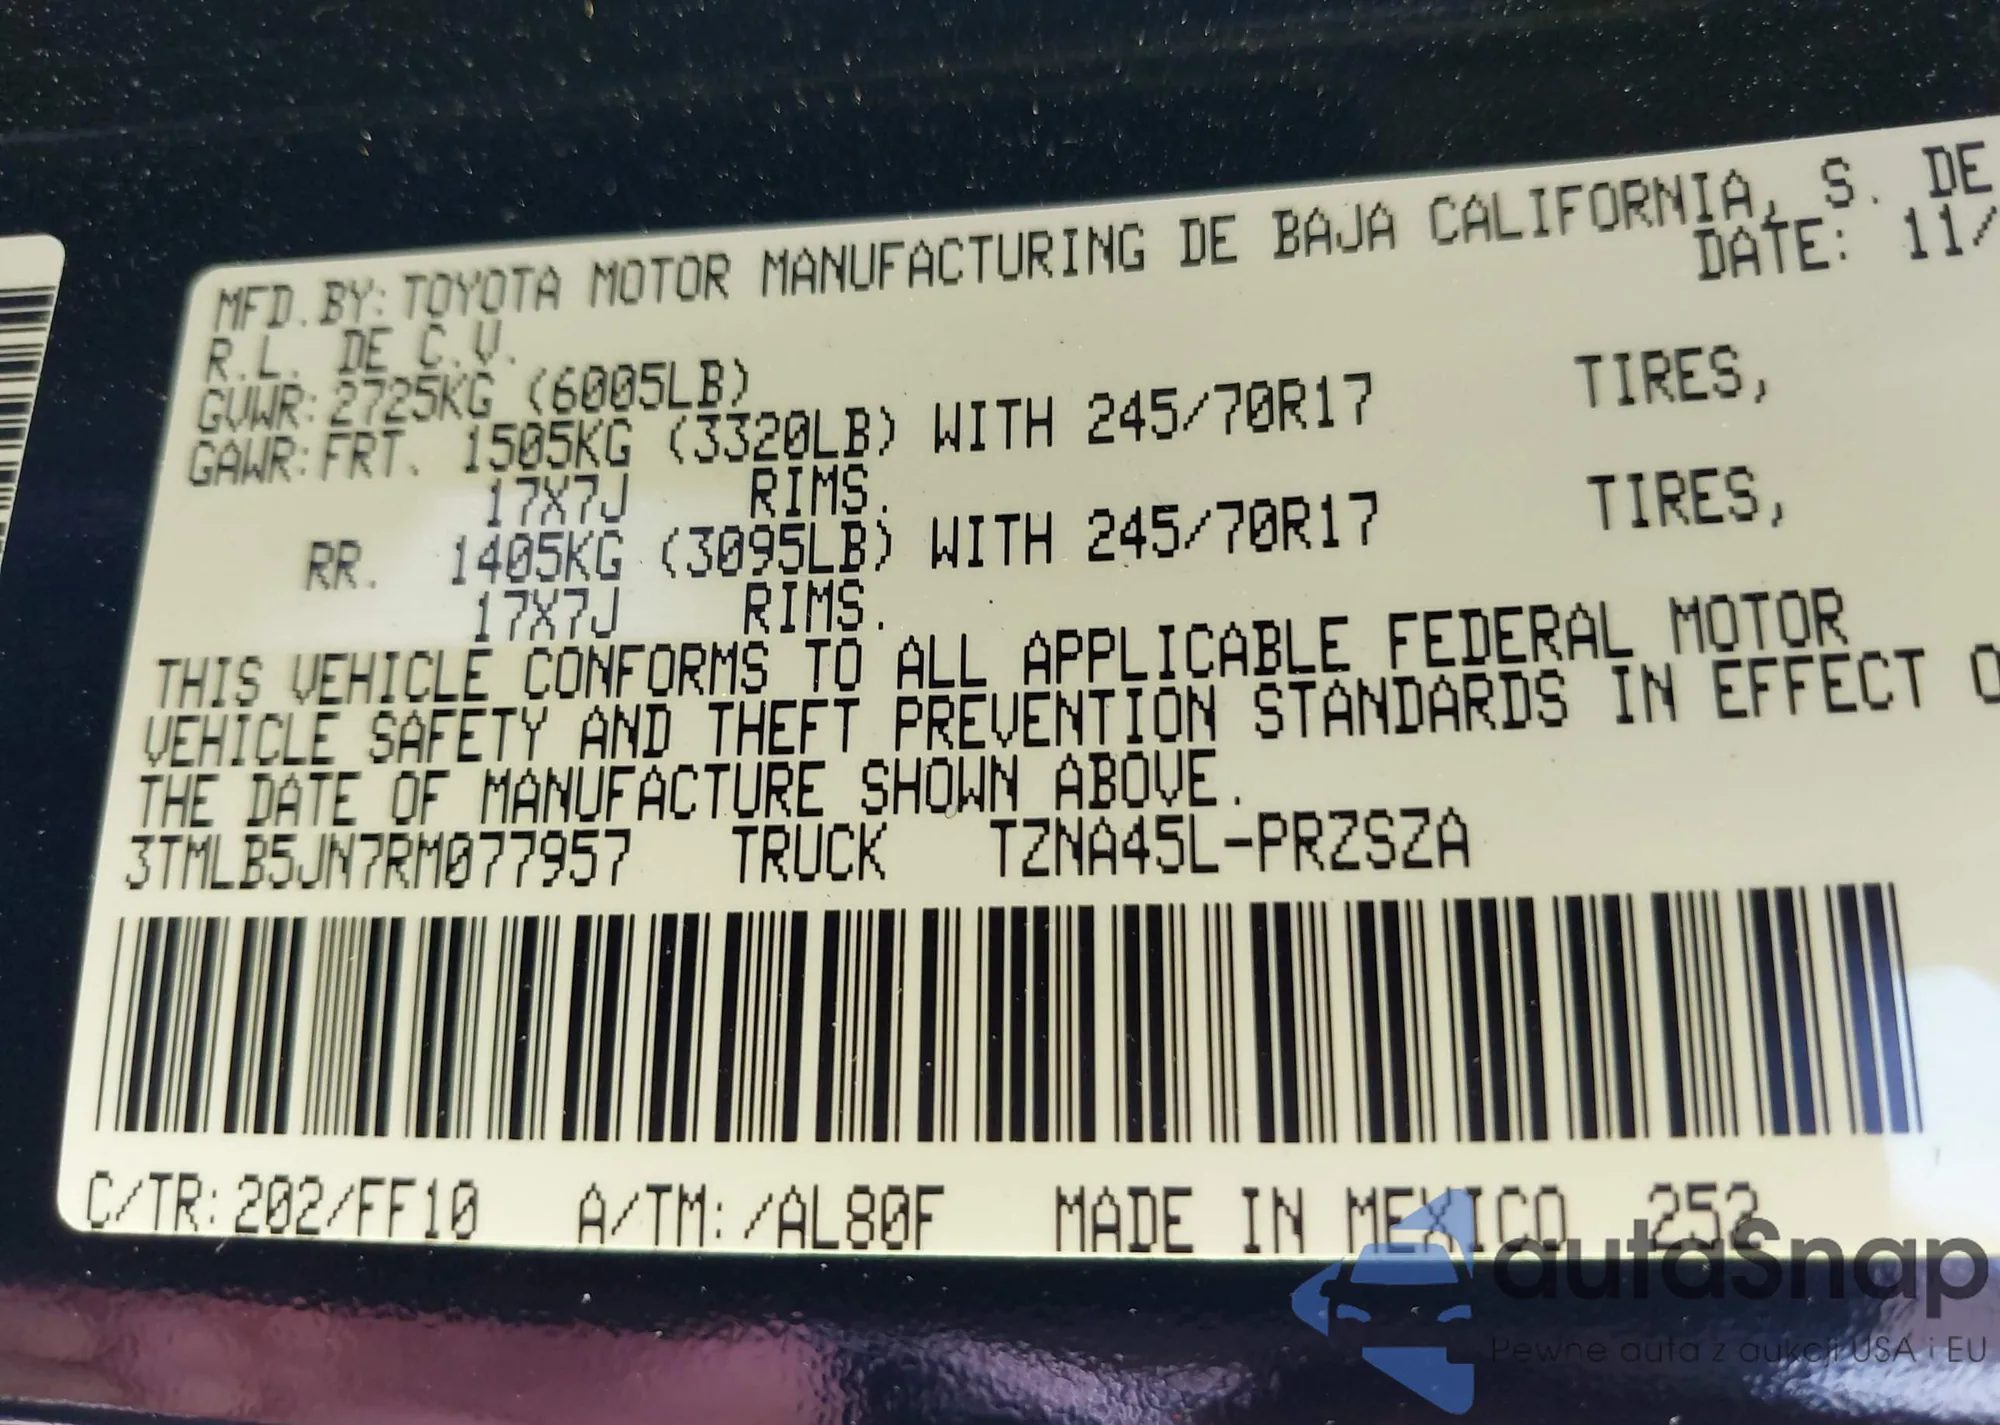 MFD.BY: TOYOTA MOTOR MANUFACTURING DE BAJA CALIFORNIA, S. DE
R.L. DE C.V. DATE: 11/
GVWR: 2725KG (6005LB)
GAWR: FRT. 1505KG (3320LB) WITH 245/70R17 TIRES,
17X7J RIMS.
RR. 1405KG (3095LB) WITH 245/70R17 TIRES,
17X7J RIMS.
THIS VEHICLE CONFORMS TO ALL APPLICABLE FEDERAL MOTOR
VEHICLE SAFETY AND THEFT PREVENTION STANDARDS IN EFFECT O
THE DATE OF MANUFACTURE SHOWN ABOVE.
3TMLB5JN7RM077957 TRUCK TZNA45L-PRZSZA
C/TR: 202/FF10 A/TM: /AL80F MADE IN MEXICO 252
autaSnap
Pewne auta z aukcji USA i EU